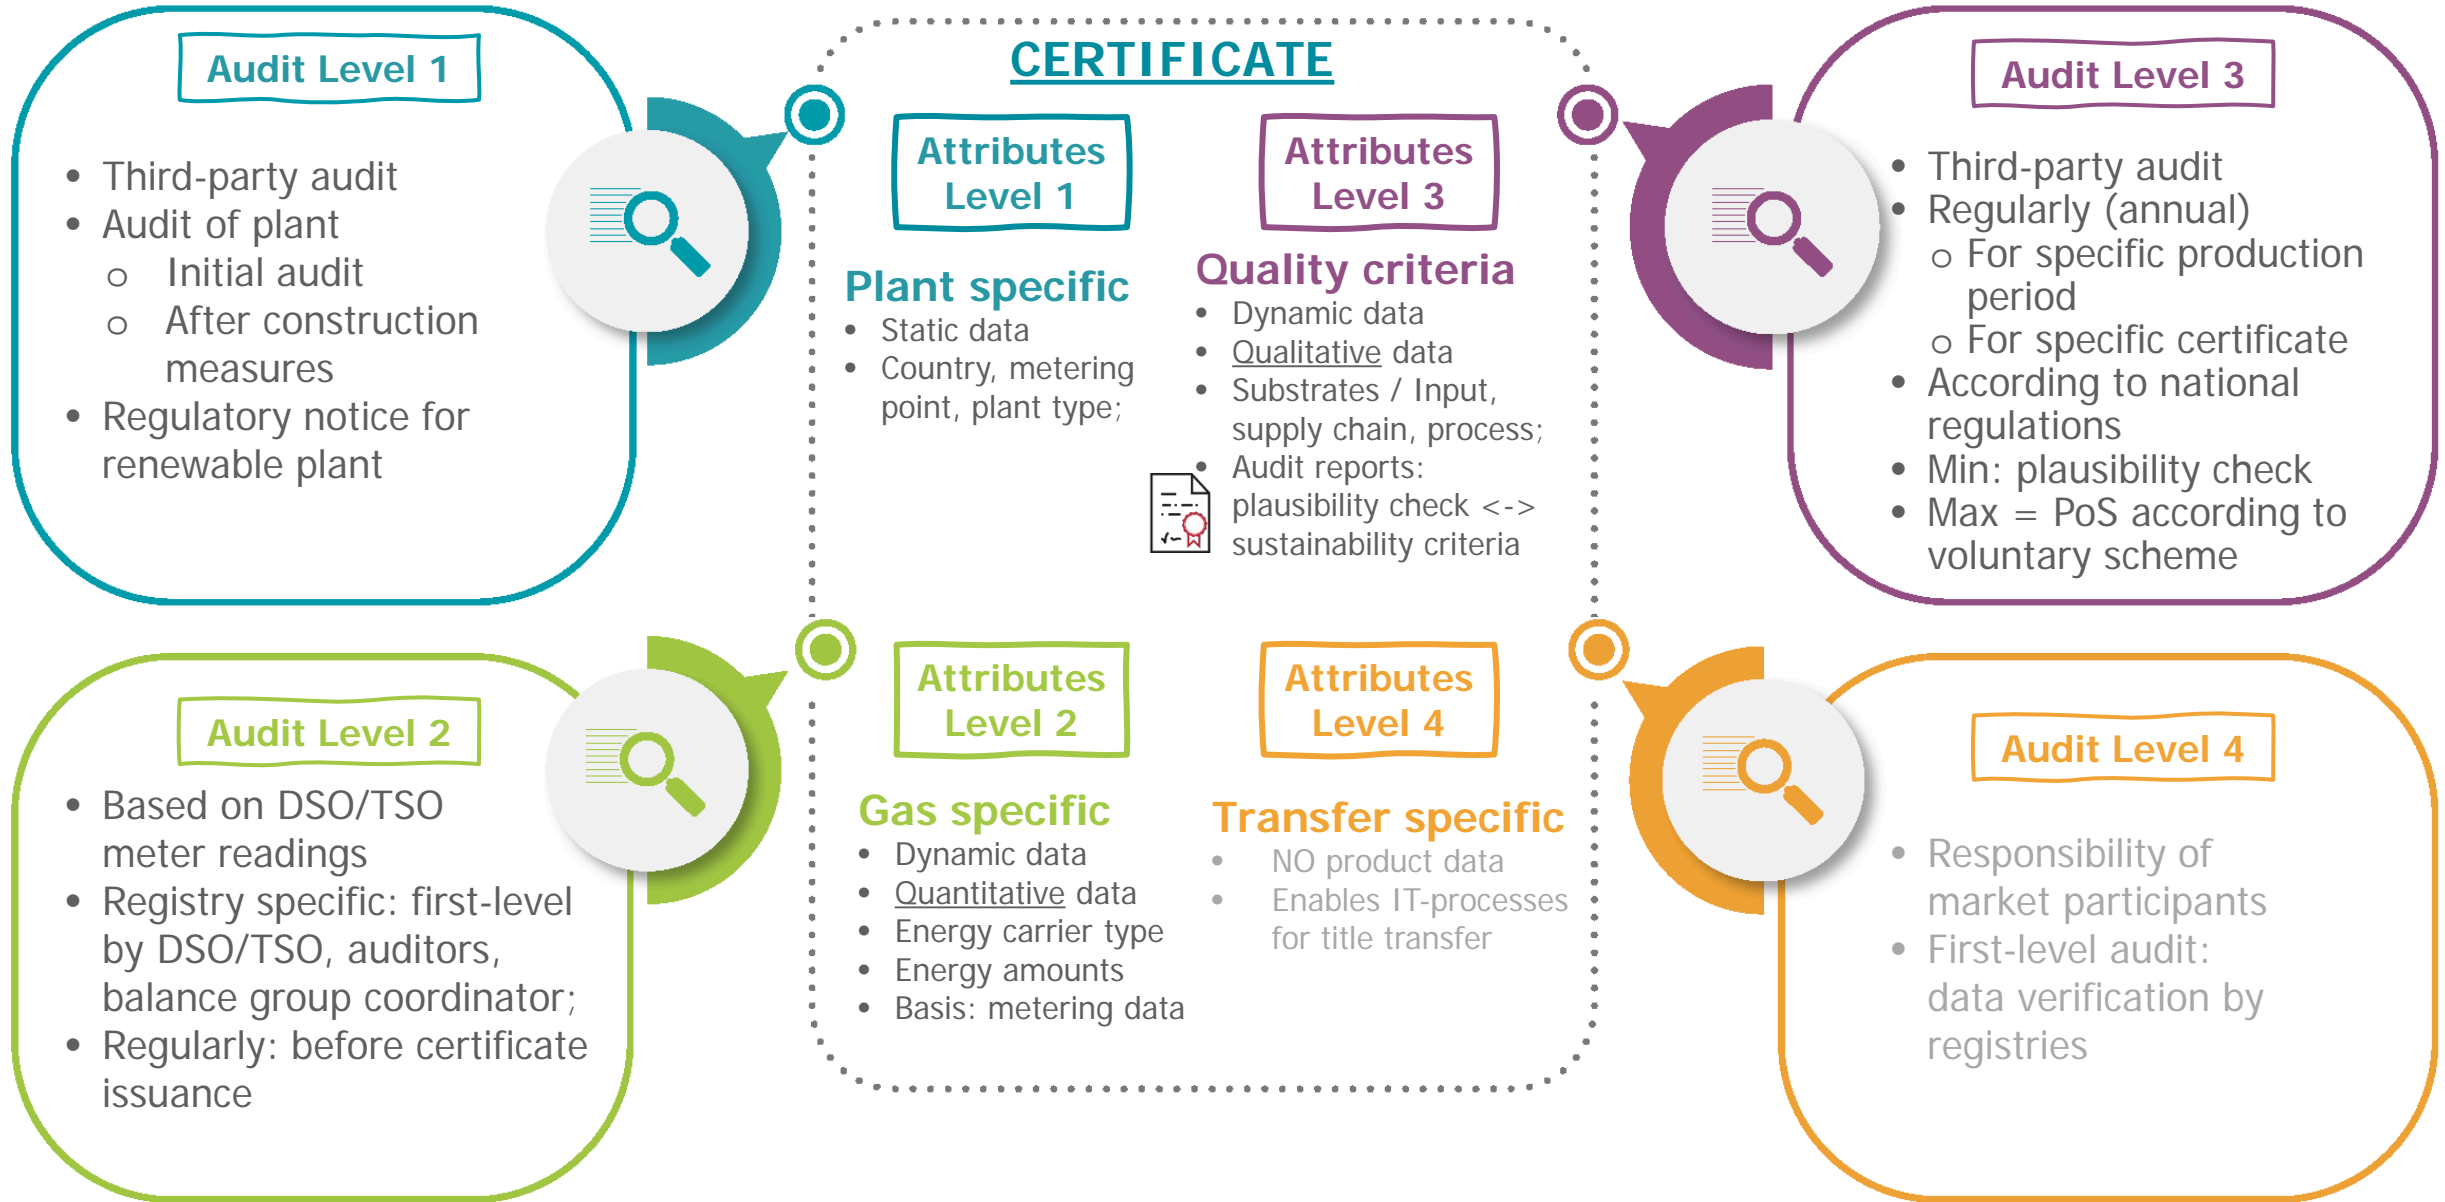 Audit Level 1
• Third-party audit
• Audit of plant
o Initial audit
o After construction
measures
• Regulatory notice for
renewable plant
Audit Level 2
• Based on DSO/TSO
meter readings
• Registry specific: first-level
by DSO/TSO, auditors,
balance group coordinator;
• Regularly: before certificate
issuance
CERTIFICATE
Attributes
Level 1
Plant specific
• Static data
• Country, metering
point, plant type;
Attributes
Level 3
Quality criteria
• Dynamic data
• Qualitative data
• Substrates / Input,
supply chain, process;
• Audit reports:
plausibility check <->
sustainability criteria
Attributes
Level 2
Gas specific
• Dynamic data
• Quantitative data
• Energy carrier type
• Energy amounts
• Basis: metering data
Attributes
Level 4
Transfer specific
• NO product data
• Enables IT-processes
for title transfer
Audit Level 3
• Third-party audit
• Regularly (annual)
o For specific production
period
o For specific certificate
• According to national
regulations
• Min: plausibility check
• Max = PoS according to
voluntary scheme
Audit Level 4
• Responsibility of
market participants
• First-level audit:
data verification by
registries